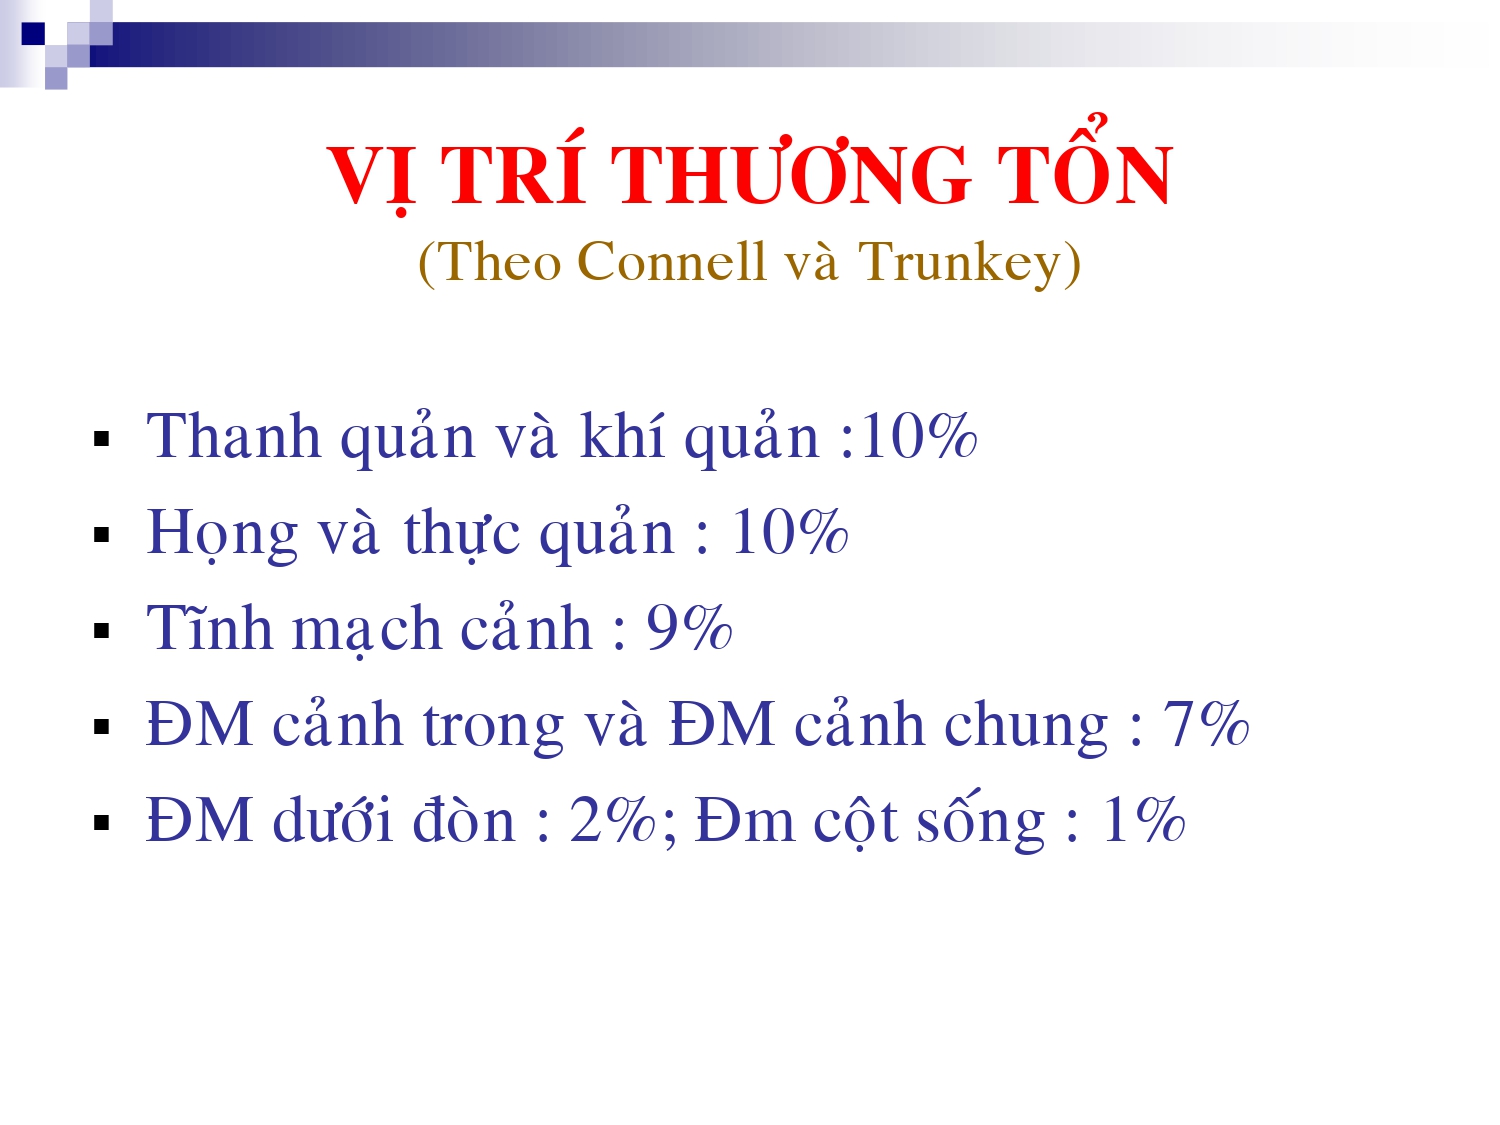 VỊ TRÍ THƯƠNG TỔN
(Theo Connell và Trunkey)
▪ Thanh quản và khí quản :10%
▪ Họng và thực quản : 10%
▪ Tĩnh mạch cảnh : 9%
▪ ĐM cảnh trong và ĐM cảnh chung : 7%
▪ ĐM dưới đòn : 2%; Đm cột sống : 1%